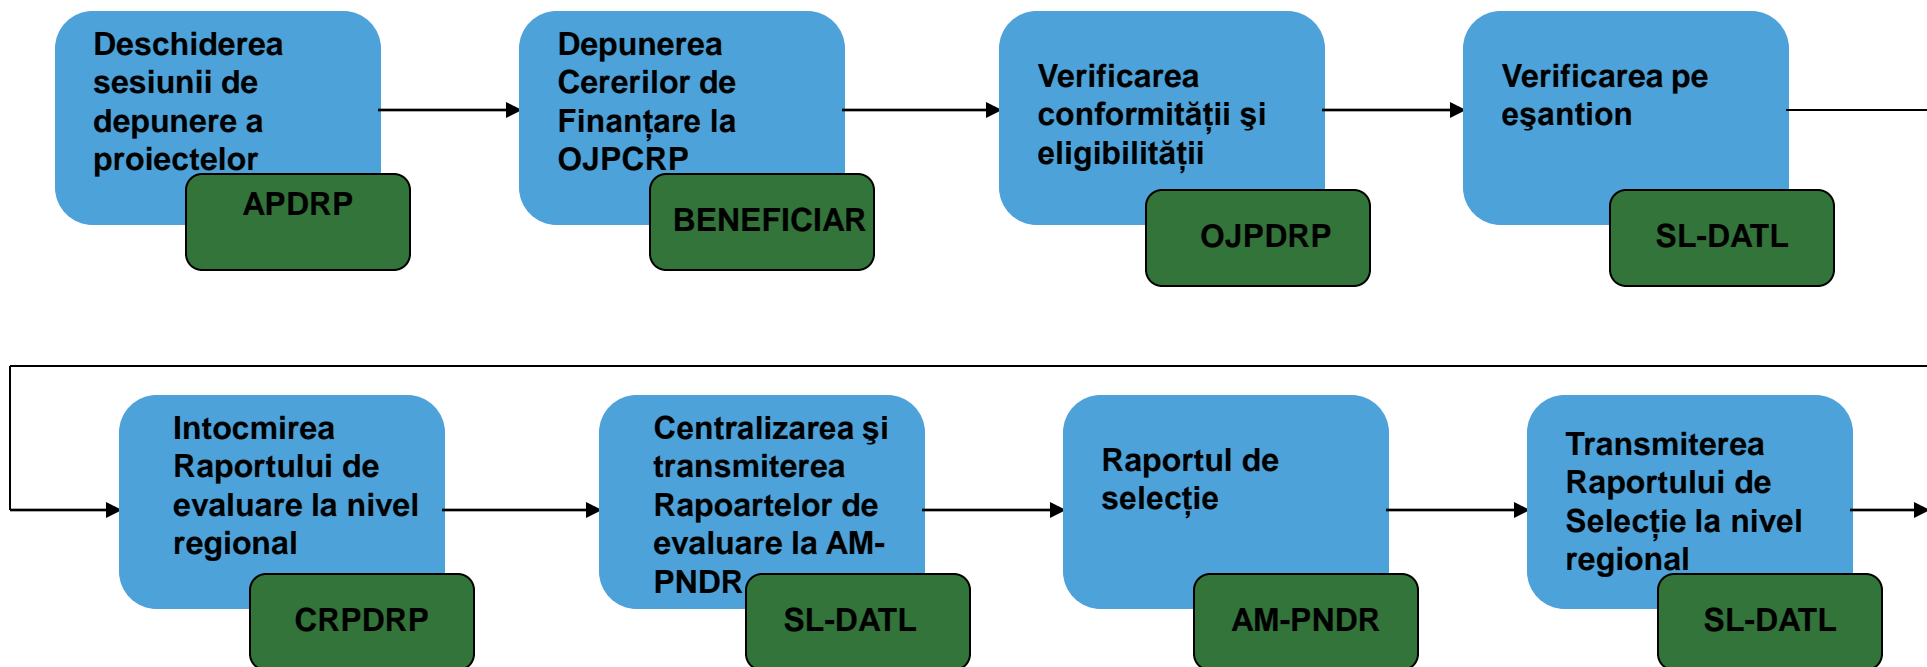 Deschiderea
sesiunii de
depunere a
proiectelor
APDRP
Depunerea
Cererilor de
Finanțare la
OJPCRP
BENEFICIAR
Verificarea
conformității şi
eligibilității
OJPDRP
Verificarea pe
eşantion
SL-DATL
Intocmirea
Raportului de
evaluare la nivel
regional
CRPDRP
Centralizarea şi
transmiterea
Rapoartelor de
evaluare la AM-
PNDR
SL-DATL
Raportul de
selecție
AM-PNDR
Transmiterea
Raportului de
Selecție la nivel
regional
SL-DATL